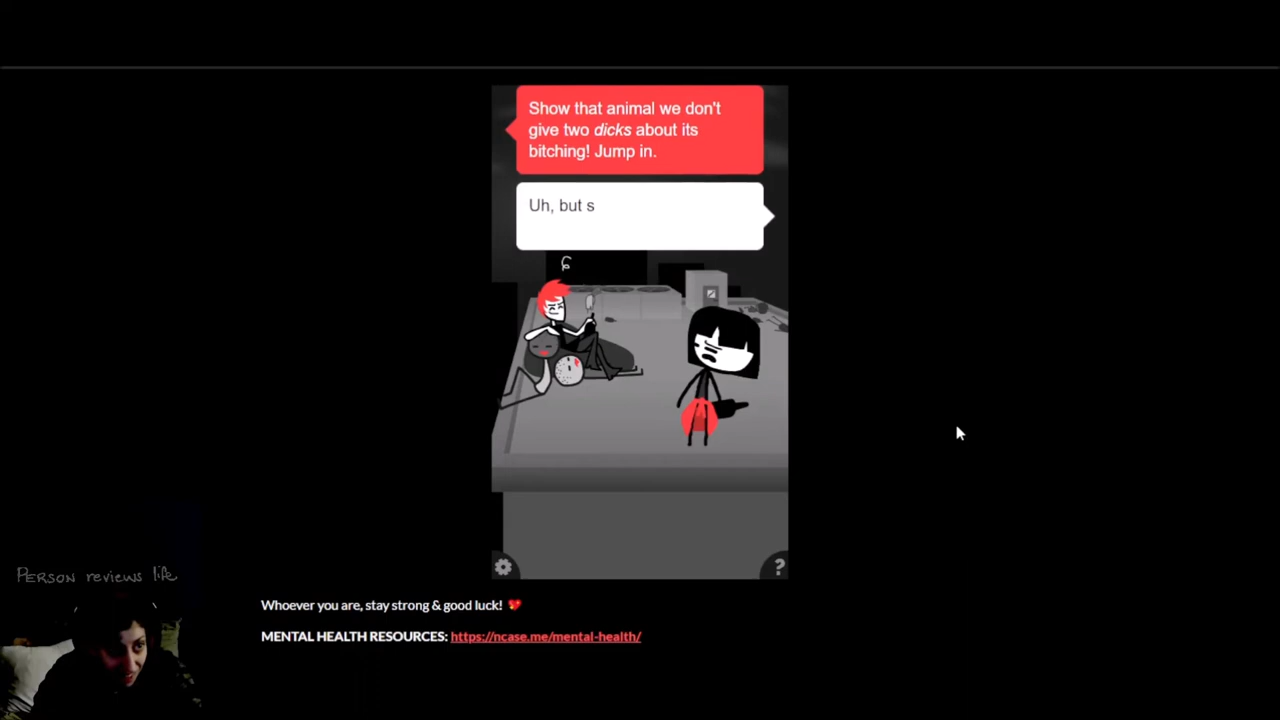 Show that animal we don't
give two dicks about its
bitching! Jump in.
Uh, but s
?
PERSON reviews life
Whoever you are, stay strong & good luck! 💖
MENTAL HEALTH RESOURCES: https://ncase.me/mental-health/